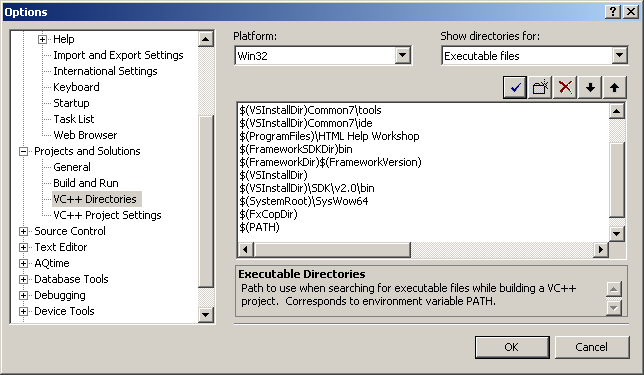 Options
Help
Import and Export Settings
International Settings
Keyboard
Startup
Task List
Web Browser
Projects and Solutions
General
Build and Run
VC++ Directories
VC++ Project Settings
Source Control
Text Editor
AQtime
Database Tools
Debugging
Device Tools
Platform:
Win32
Show directories for:
Executable files
$(VSInstallDir)Common7\tools
$(VSInstallDir)Common7\ide
$(ProgramFiles)\HTML Help Workshop
$(FrameworkSDKDir)bin
$(FrameworkDir)$(FrameworkVersion)
$(VSInstallDir)
$(VSInstallDir)\SDK\v2.0\bin
$(SystemRoot)\SysWow64
$(FxCopDir)
$(PATH)
Executable Directories
Path to use when searching for executable files while building a VC++
project.  Corresponds to environment variable PATH.
OK
Cancel